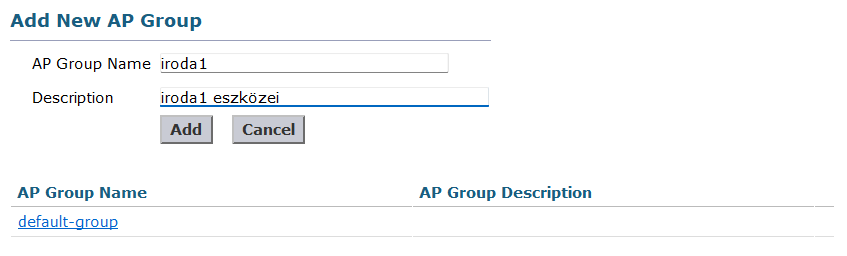 Add New AP Group
AP Group Name iroda1
Description iroda1 eszközei
Add Cancel
AP Group Name AP Group Description
default-group